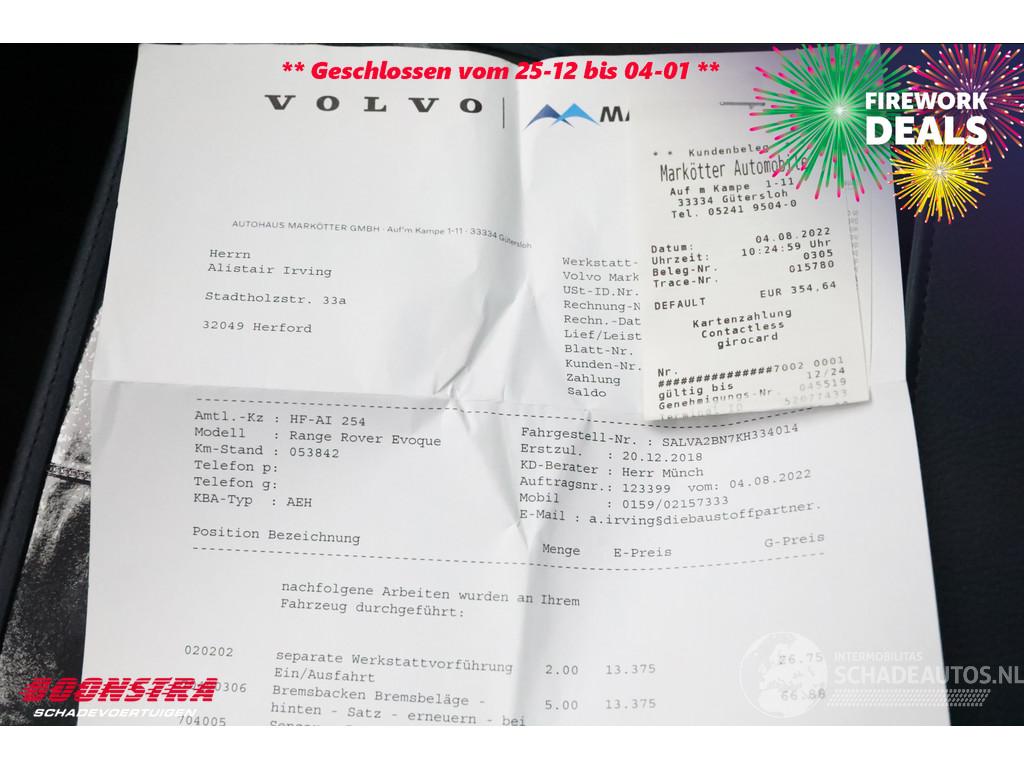 ** Geschlossen vom 25-12 bis 04-01 **
FIREWORK
DEALS
VOLVO
AUTOHAUS MARKÖTTER GMBH · Auf'm Kampe 1-11 · 33334 Gütersloh
Herrn
Alistair Irving
Stadtholzstr. 33a
32049 Herford
Werkstatt-
Volvo Mark
USt-ID.Nr.
Rechnung-N
Rechn.-Dat
Lief/Leist
Blatt-Nr.
Kunden-Nr.
Zahlung
Saldo
* * Kundenbeleg
Markötter Automobile
Auf m Kampe 1-11
33334 Gütersloh
Tel. 05241 9504-0
Datum: 04.08.2022
Uhrzeit: 10:24:59 Uhr
Beleg-Nr. 0305
Trace-Nr. 015780
DEFAULT EUR 354,64
Kartenzahlung
Contactless
girocard
Nr.
###############7002 0001
gültig bis 12/24
Genehmigungs-Nr. 045519
Terminal ID 52077433
Amtl.-Kz : HF-AI 254
Modell : Range Rover Evoque
Km-Stand : 053842
Telefon p:
Telefon g:
KBA-Typ : AEH
Fahrgestell-Nr. : SALVA2BN7KH334014
Erstzul. : 20.12.2018
KD-Berater : Herr Münch
Auftragsnr.: 123399 vom: 04.08.2022
Mobil : 0159/02157333
E-Mail : a.irving§diebaustoffpartner.
Position Bezeichnung Menge E-Preis G-Preis
nachfolgene Arbeiten wurden an Ihrem
Fahrzeug durchgeführt:
020202 separate Werkstattvorführung 2.00 13.375 26.75
Ein/Ausfahrt
0306 Bremsbacken Bremsbeläge - 5.00 13.375 66.88
hinten - Satz - erneuern - bei
704005
BOONSTRA
SCHADEVOERTUIGEN
INTERMOBILITAS
SCHADEAUTOS.NL